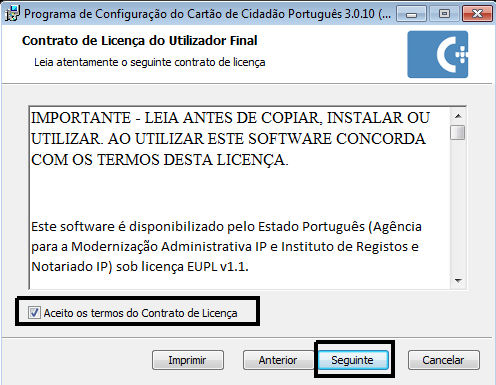 Programa de Configuração do Cartão de Cidadão Português 3.0.10 (...
Contrato de Licença do Utilizador Final
Leia atentamente o seguinte contrato de licença
IMPORTANTE - LEIA ANTES DE COPIAR, INSTALAR OU
UTILIZAR. AO UTILIZAR ESTE SOFTWARE CONCORDA
COM OS TERMOS DESTA LICENÇA.
Este software é disponibilizado pelo Estado Português (Agência
para a Modernização Administrativa IP e Instituto de Registos e
Notariado IP) sob licença EUPL v1.1.
Aceito os termos do Contrato de Licença
Imprimir Anterior Seguinte Cancelar